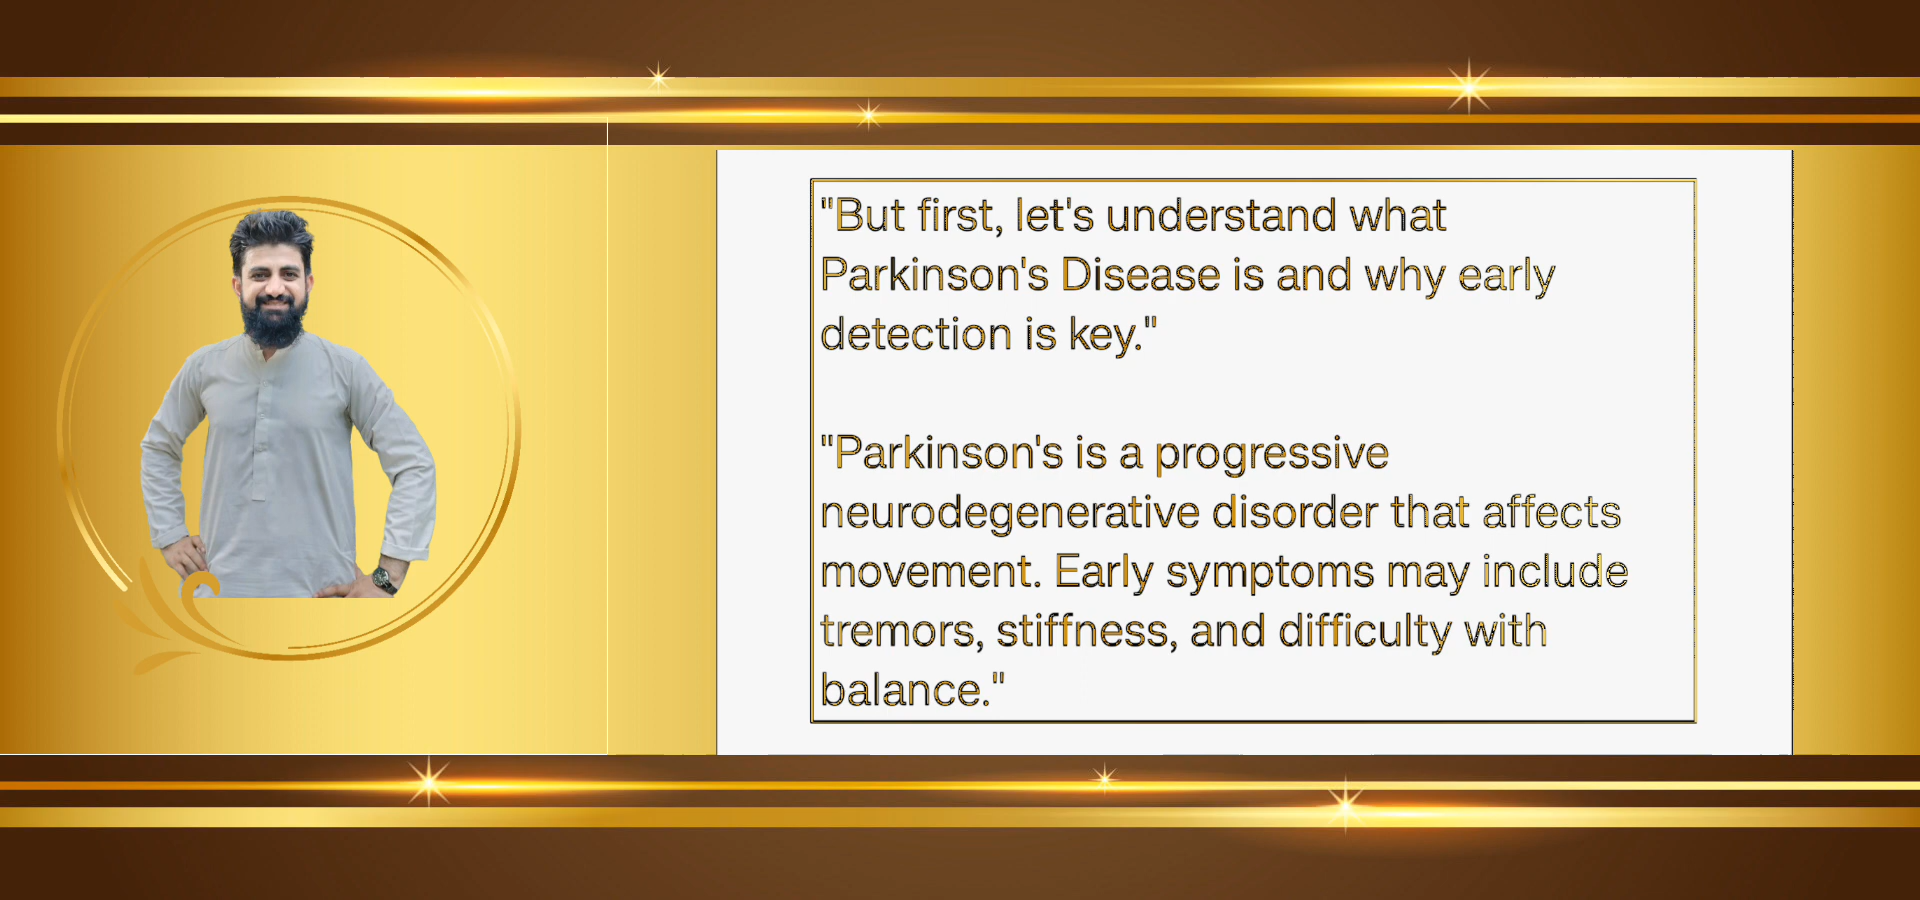 "But first, let's understand what
Parkinson's Disease is and why early
detection is key."
"Parkinson's is a progressive
neurodegenerative disorder that affects
movement. Early symptoms may include
tremors, stiffness, and difficulty with
balance."